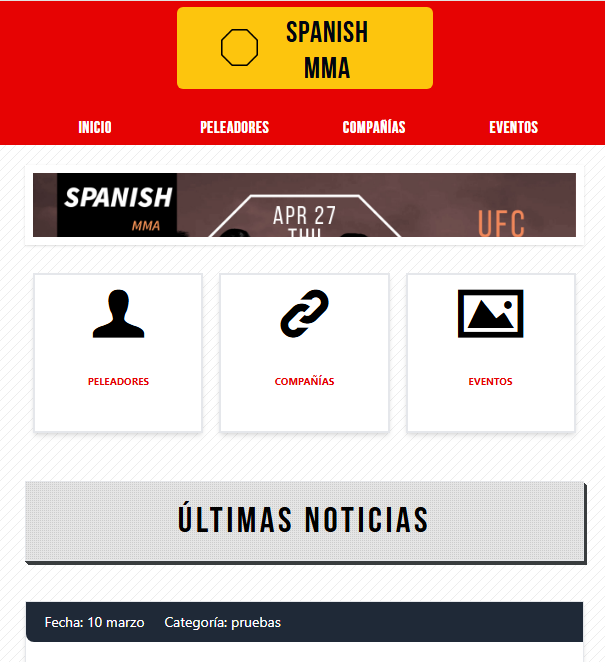 SPANISH
MMA
INICIO PELEADORES COMPAÑÍAS EVENTOS
SPANISH
MMA
APR 27
THU
UFC
PELEADORES COMPAÑÍAS EVENTOS
ÚLTIMAS NOTICIAS
Fecha: 10 marzo Categoría: pruebas